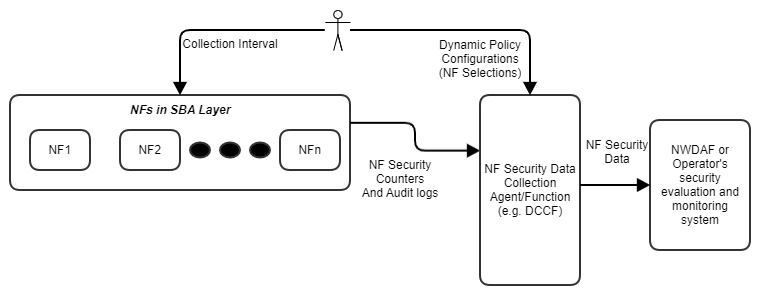 Collection Interval
Dynamic Policy
Configurations
(NF Selections)
NFs in SBA Layer
NF1
NF2
NFn
NF Security
Counters
And Audit logs
NF Security Data
Collection
Agent/Function
(e.g. DCCF)
NF Security
Data
NWDAF or
Operator's
security
evaluation and
monitoring
system